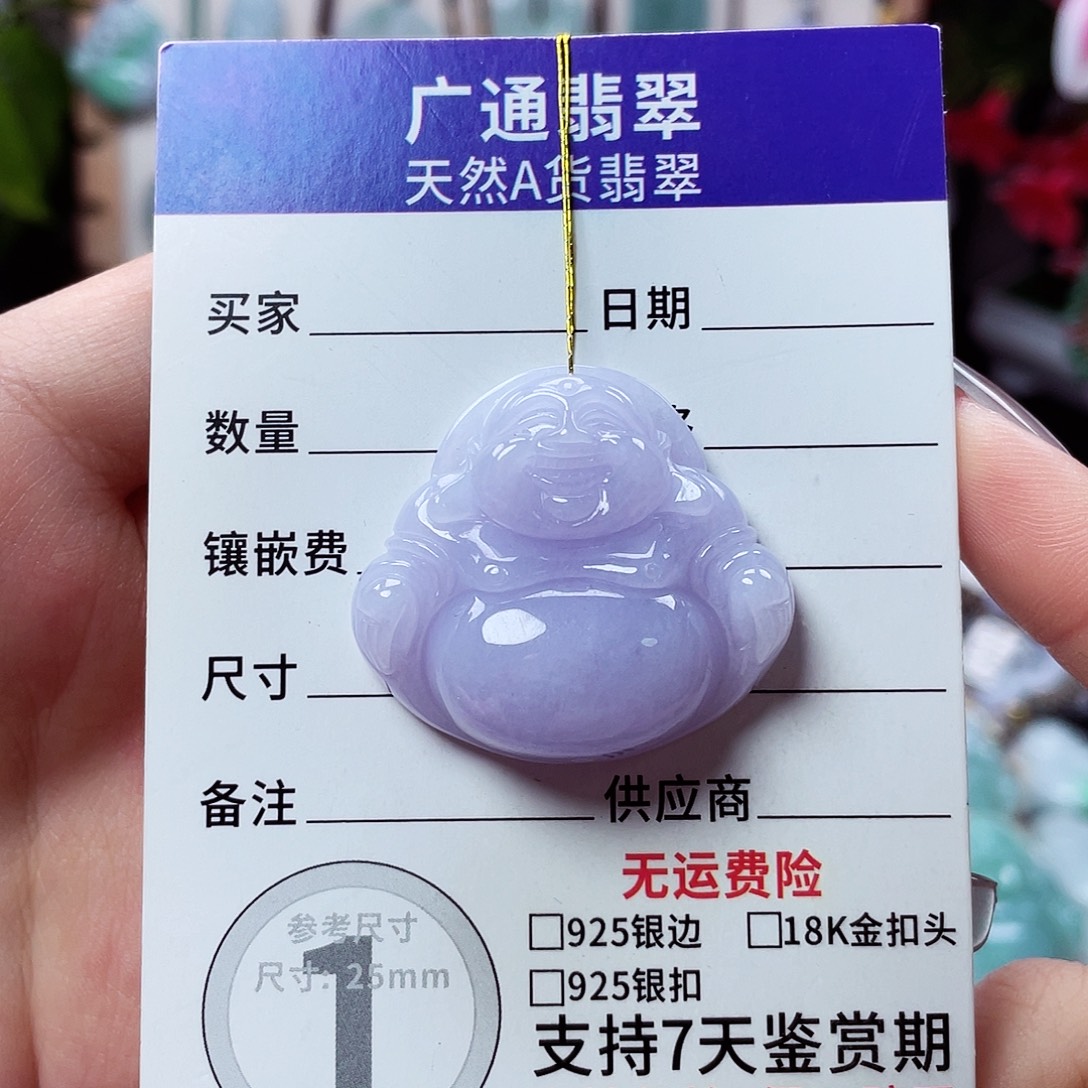 广通翡翠
天然A货翡翠
买家 日期
数量
镶嵌费
尺寸
备注 供应商
无运费险
参考尺寸
□925银边 □18K金扣头
尺寸: 25mm
□925银扣
1
支持7天鉴赏期